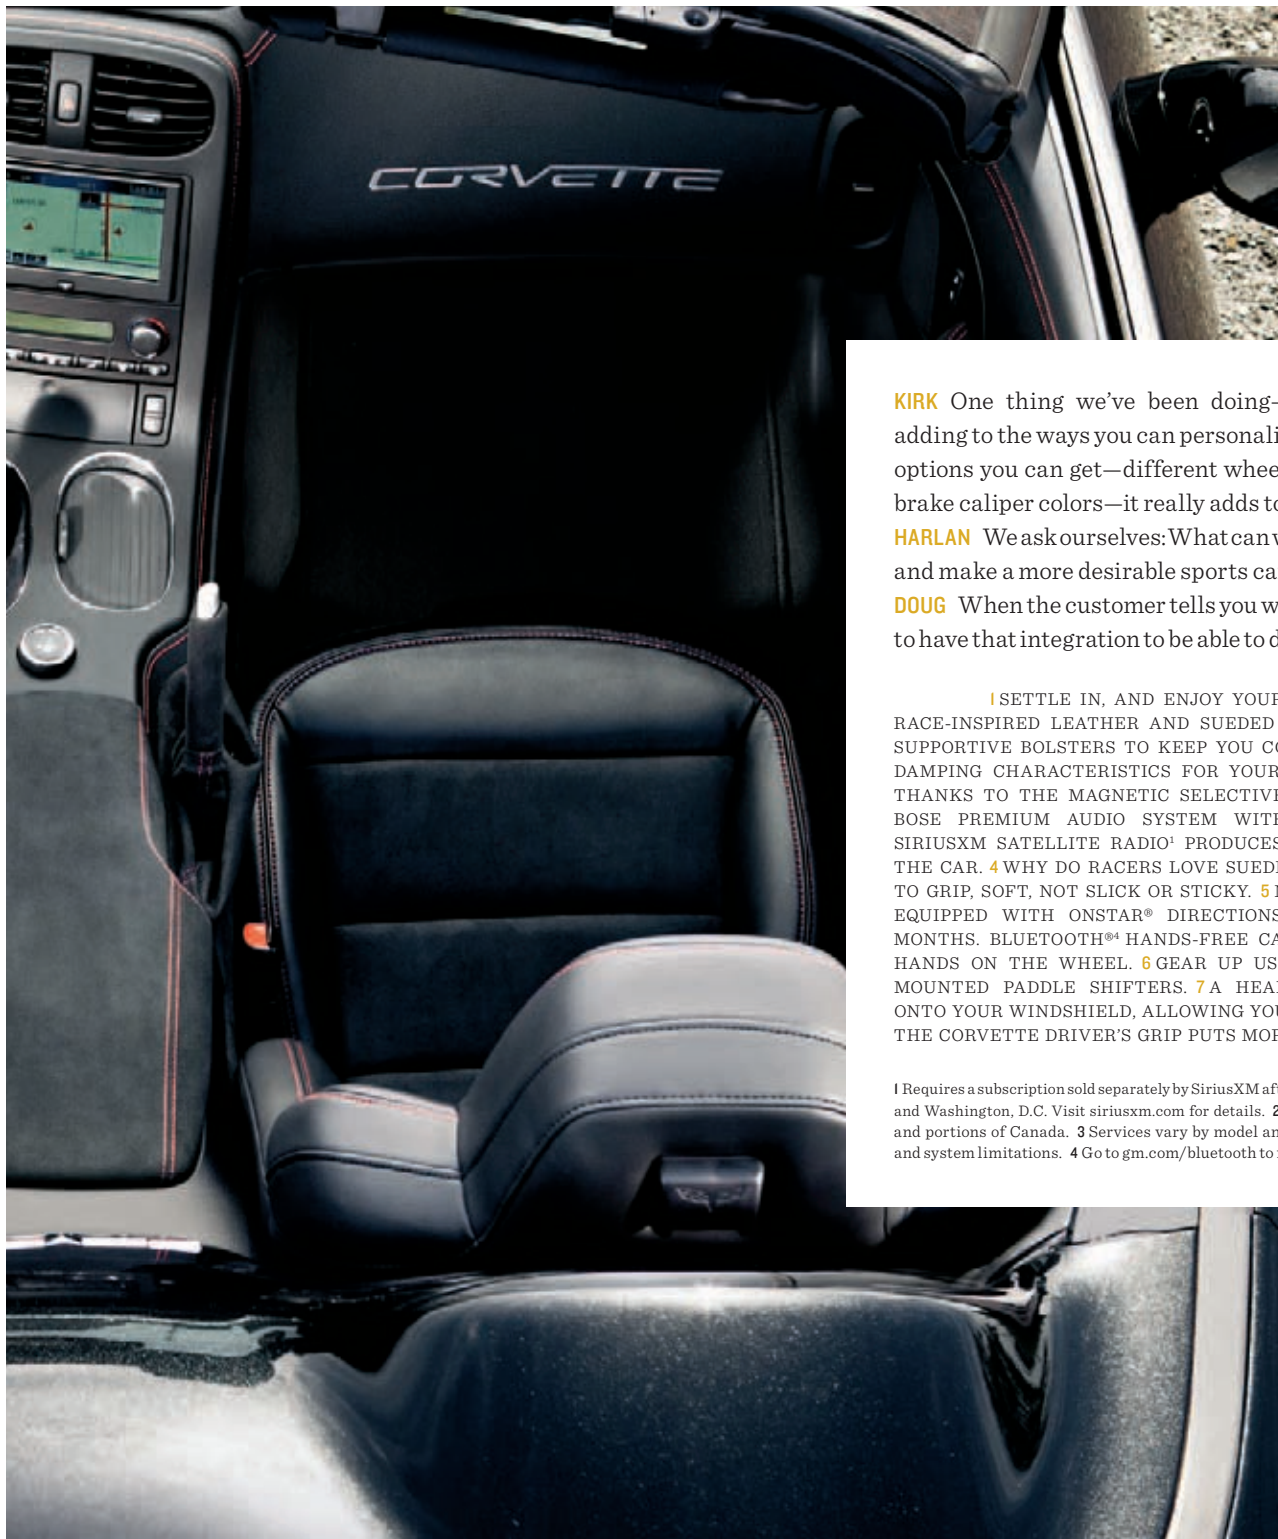 CORVETTE
KIRK One thing we’ve been doing—
adding to the ways you can personali
options you can get—different whee
brake caliper colors—it really adds to
HARLAN We ask ourselves: What can w
and make a more desirable sports ca
DOUG When the customer tells you w
to have that integration to be able to d
1 SETTLE IN, AND ENJOY YOUR
RACE-INSPIRED LEATHER AND SUEDED
SUPPORTIVE BOLSTERS TO KEEP YOU CO
DAMPING CHARACTERISTICS FOR YOUR
THANKS TO THE MAGNETIC SELECTIVE
BOSE PREMIUM AUDIO SYSTEM WITH
SIRIUSXM SATELLITE RADIO¹ PRODUCES
THE CAR. 4 WHY DO RACERS LOVE SUEDE
TO GRIP, SOFT, NOT SLICK OR STICKY. 5
EQUIPPED WITH ONSTAR® DIRECTIONS
MONTHS. BLUETOOTH®⁴ HANDS-FREE CA
HANDS ON THE WHEEL. 6 GEAR UP US
MOUNTED PADDLE SHIFTERS. 7 A HEA
ONTO YOUR WINDSHIELD, ALLOWING YOU
THE CORVETTE DRIVER’S GRIP PUTS MOR
1 Requires a subscription sold separately by SiriusXM aft
and Washington, D.C. Visit siriusxm.com for details. 2
and portions of Canada. 3 Services vary by model an
and system limitations. 4 Go to gm.com/bluetooth to